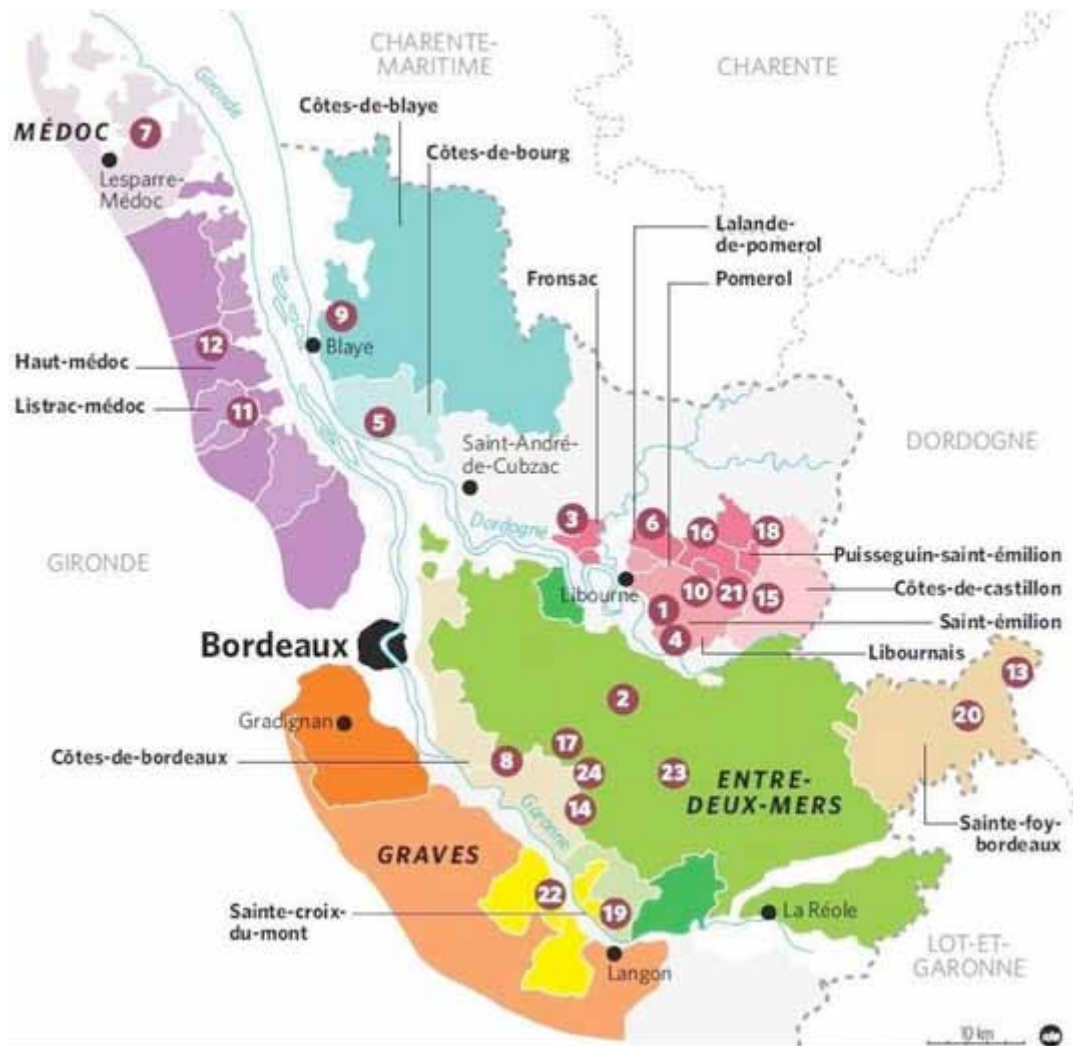 CHARENTE-
MARITIME
CHARENTE
Gironde
Côtes-de-blaye
MÉDOC
7
Lesparre-
Médoc
Côtes-de-bourg
Lalande-
de-pomerol
Fronsac
Pomerol
9
Blaye
12
Haut-médoc
Listrac-médoc
11
5
Saint-André-
de-Cubzac
DORDOGNE
Dordogne
3
6
16
18
GIRONDE
Puisseguin-saint-émilion
Libourne
10
21
15
Côtes-de-castillon
1
Saint-émilion
4
Libournais
Bordeaux
13
2
20
Gradignan
17
Côtes-de-bordeaux
8
24
23
ENTRE-
DEUX-MERS
14
Garonne
Sainte-foy-
bordeaux
GRAVES
22
Sainte-croix-
du-mont
19
La Réole
LOT-ET-
GARONNE
Langon
10 km